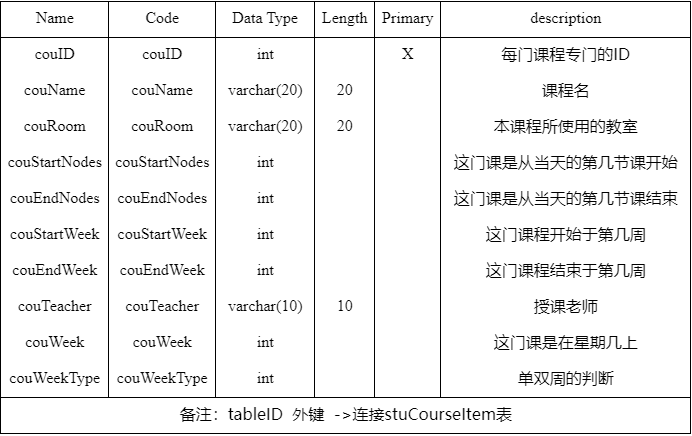 Name Code Data Type Length Primary description
couID couID int X 每门课程专门的ID
couName couName varchar(20) 20 课程名
couRoom couRoom varchar(20) 20 本课程所使用的教室
couStartNodes couStartNodes int 这门课是从当天的第几节课开始
couEndNodes couEndNodes int 这门课是从当天的第几节课结束
couStartWeek couStartWeek int 这门课程开始于第几周
couEndWeek couEndWeek int 这门课程结束于第几周
couTeacher couTeacher varchar(10) 10 授课老师
couWeek couWeek int 这门课是在星期几上
couWeekType couWeekType int 单双周的判断
备注：tableID 外键 ->连接stuCourseItem表